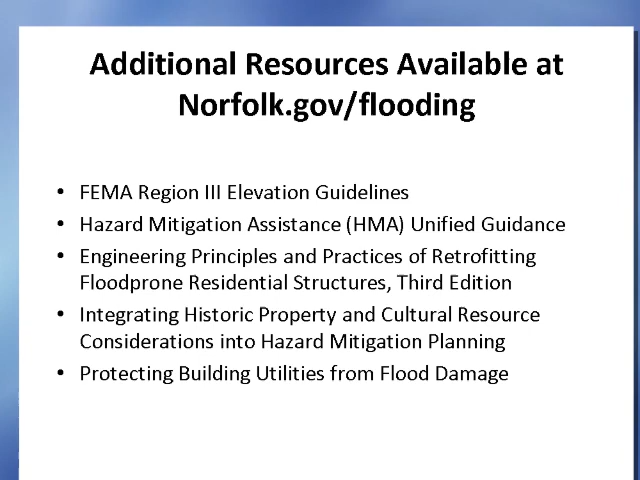 Additional Resources Available at
Norfolk.gov/flooding
• FEMA Region III Elevation Guidelines
• Hazard Mitigation Assistance (HMA) Unified Guidance
• Engineering Principles and Practices of Retrofitting
Floodprone Residential Structures, Third Edition
• Integrating Historic Property and Cultural Resource
Considerations into Hazard Mitigation Planning
• Protecting Building Utilities from Flood Damage